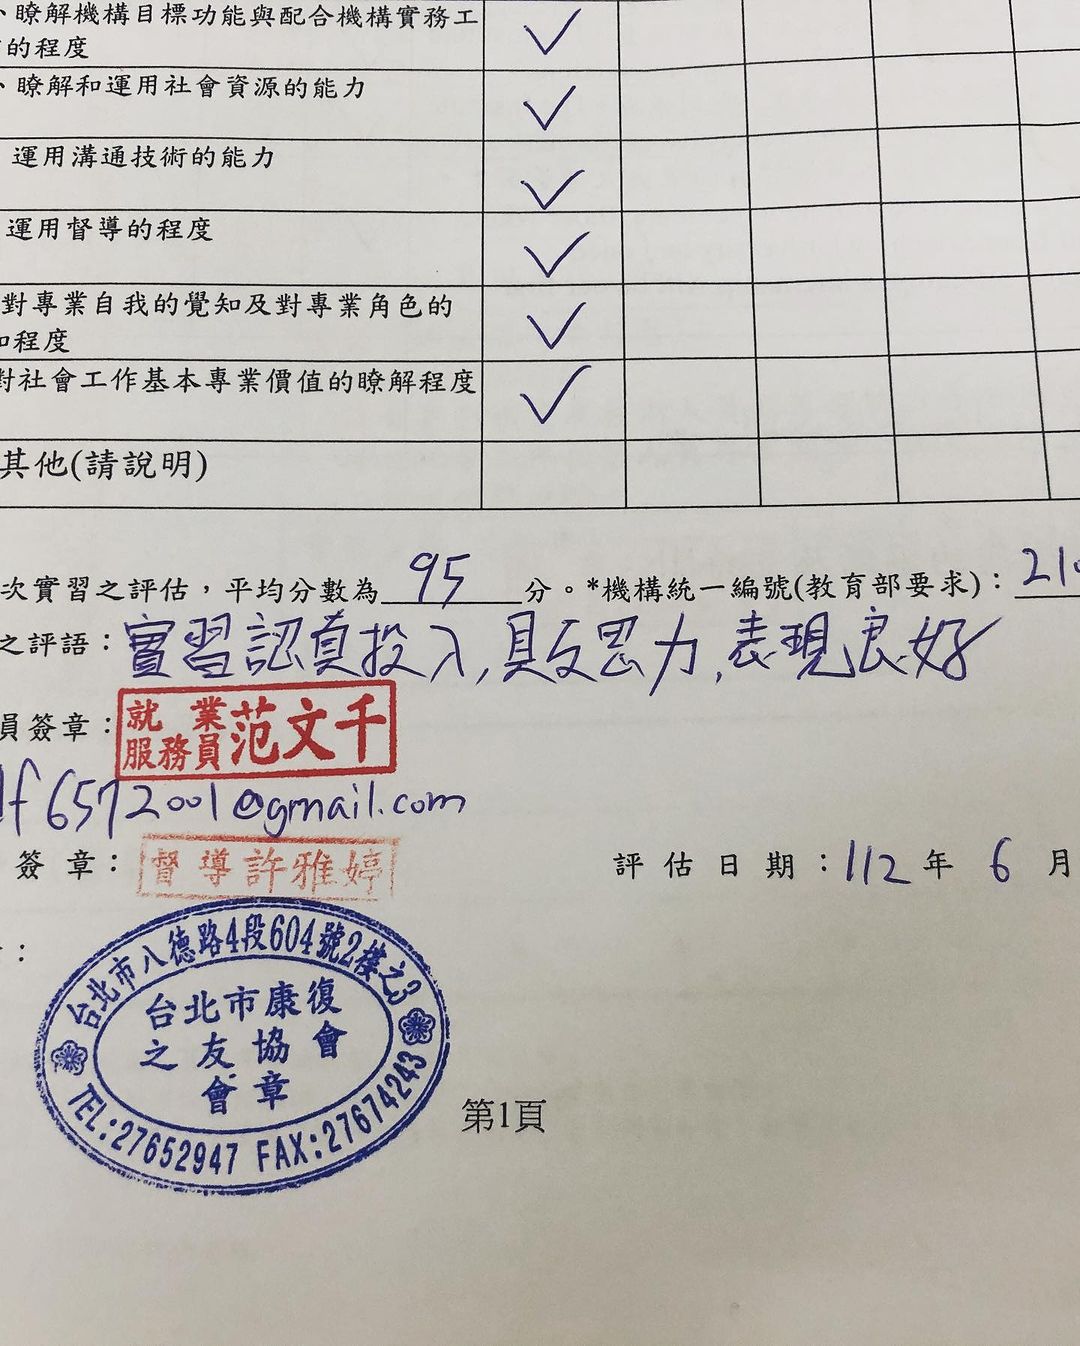 、瞭解機構目標功能與配合機構實務工
的程度
、瞭解和運用社會資源的能力
運用溝通技術的能力
運用督導的程度
對專業自我的覺知及對專業角色的
程度
對社會工作基本專業價值的瞭解程度
其他(請說明)
次實習之評估，平均分數為95分。*機構統一編號(教育部要求)：21
之評語：實習認真投入,具反思力,表現良好
員簽章：就業服務員范文千
f6572001@gmail.com
簽章：督導許雅婷 評估日期：112年6月
：
台北市八德路4段604號2樓之3
台北市康復
之友協會
會章
TEL:27652947 FAX:27674243
第1頁